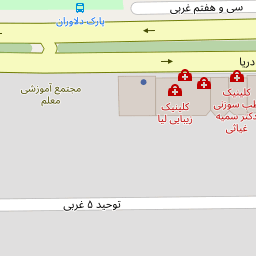 سی و هفتم غربی
پارک دلاوران
دریا
مجتمع آموزشی
معلم
کلینیک
زیبایی لیا
کلینیک
طب سوزنی
دکتر سمیه
غیاثی
توحید ۵ غربی